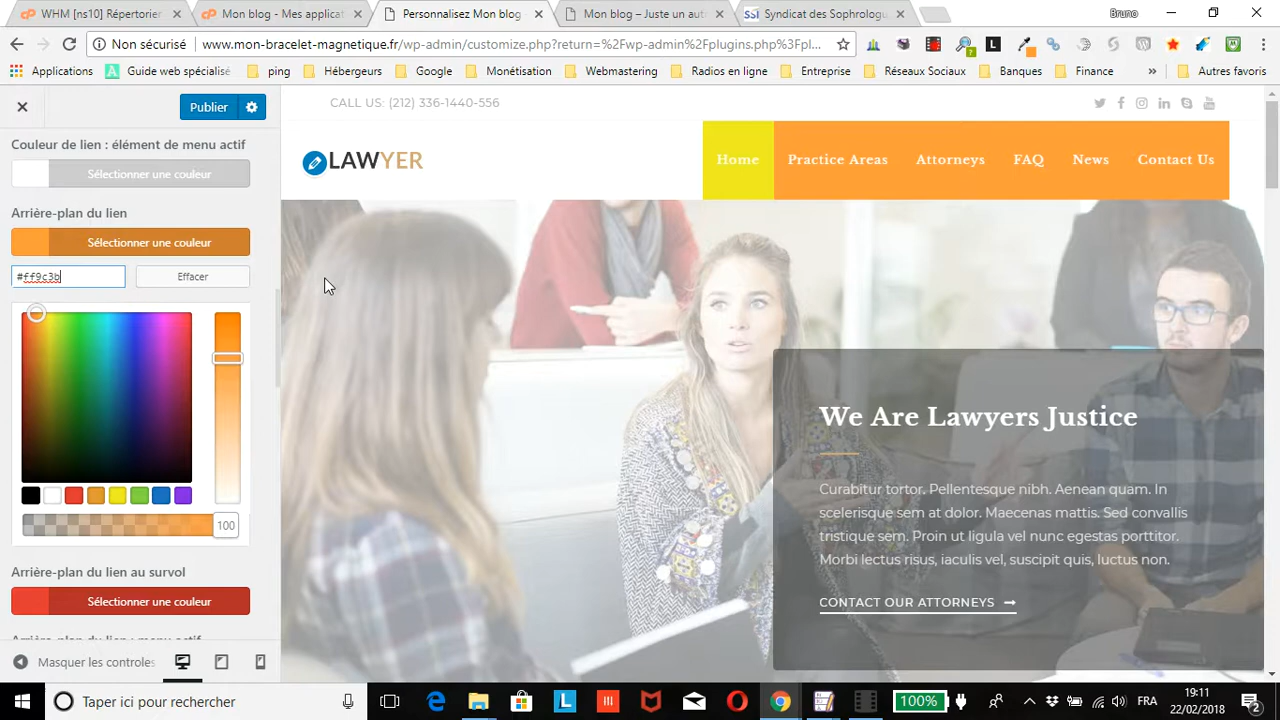 WHM [ns10] Répertorier
Mon blog - Mes applicat
Personnalisez Mon blog
Mon blog – Juste un aut
SSI Syndicat des Sophrologu
Bruno
Non sécurisé
www.mon-bracelet-magnetique.fr/wp-admin/customize.php?return=%2Fwp-admin%2Fplugins.php%3Fpl...
Applications
Guide web spécialisé
ping
Hébergeurs
Google
Monétisation
Webmastering
Radios en ligne
Entreprise
Réseaux Sociaux
Banques
Finance
»
Autres favoris
Publier
Couleur de lien : élément de menu actif
Sélectionner une couleur
Arrière-plan du lien
Sélectionner une couleur
#ff9c3b
Effacer
100
Arrière-plan du lien au survol
Sélectionner une couleur
Arrière-plan du lien : menu actif
Masquer les controles
CALL US: (212) 336-1440-556
LAWYER
Home
Practice Areas
Attorneys
FAQ
News
Contact Us
We Are Lawyers Justice
Curabitur tortor. Pellentesque nibh. Aenean quam. In
scelerisque sem at dolor. Maecenas mattis. Sed convallis
tristique sem. Proin ut ligula vel nunc egestas porttitor.
Morbi lectus risus, iaculis vel, suscipit quis, luctus non.
CONTACT OUR ATTORNEYS
Taper ici pour rechercher
100%
FRA
19:11
22/02/2018
2